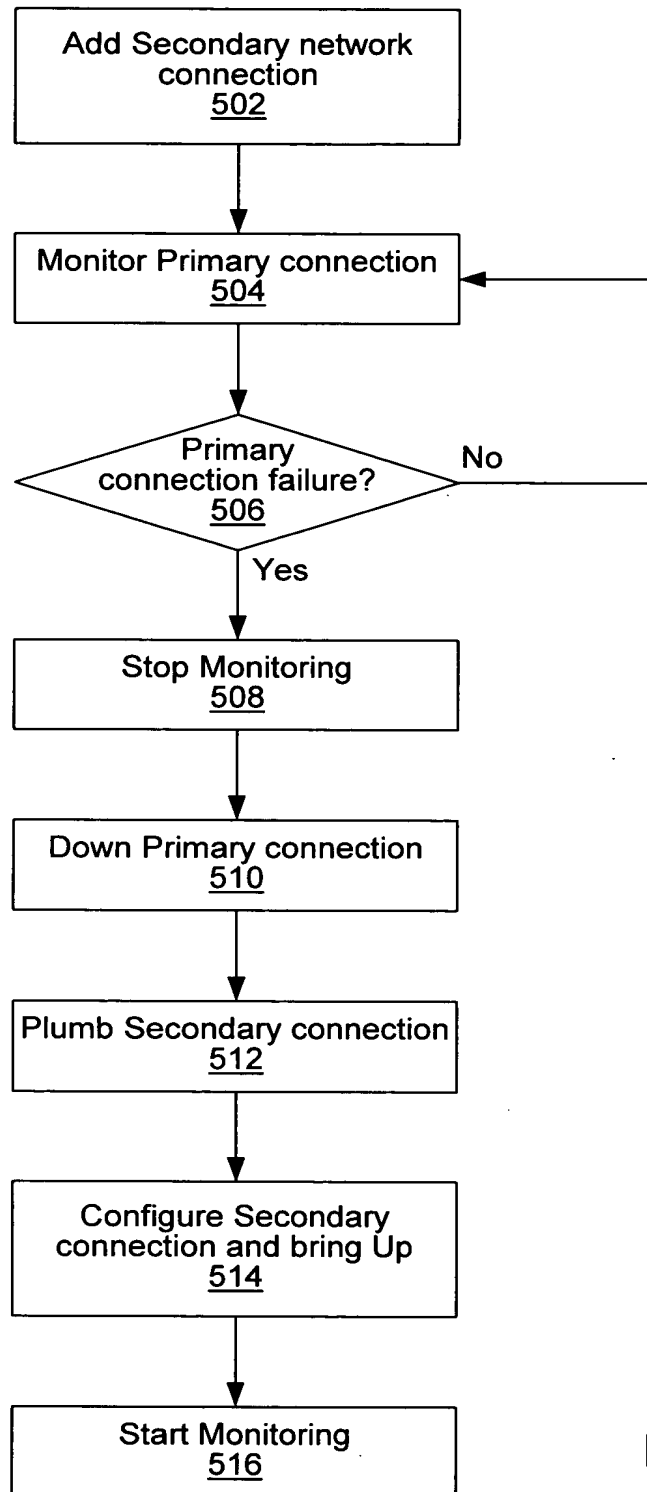 Add Secondary network
connection
502
Monitor Primary connection
504
Primary
connection failure?
506
No
Yes
Stop Monitoring
508
Down Primary connection
510
Plumb Secondary connection
512
Configure Secondary
connection and bring Up
514
Start Monitoring
516